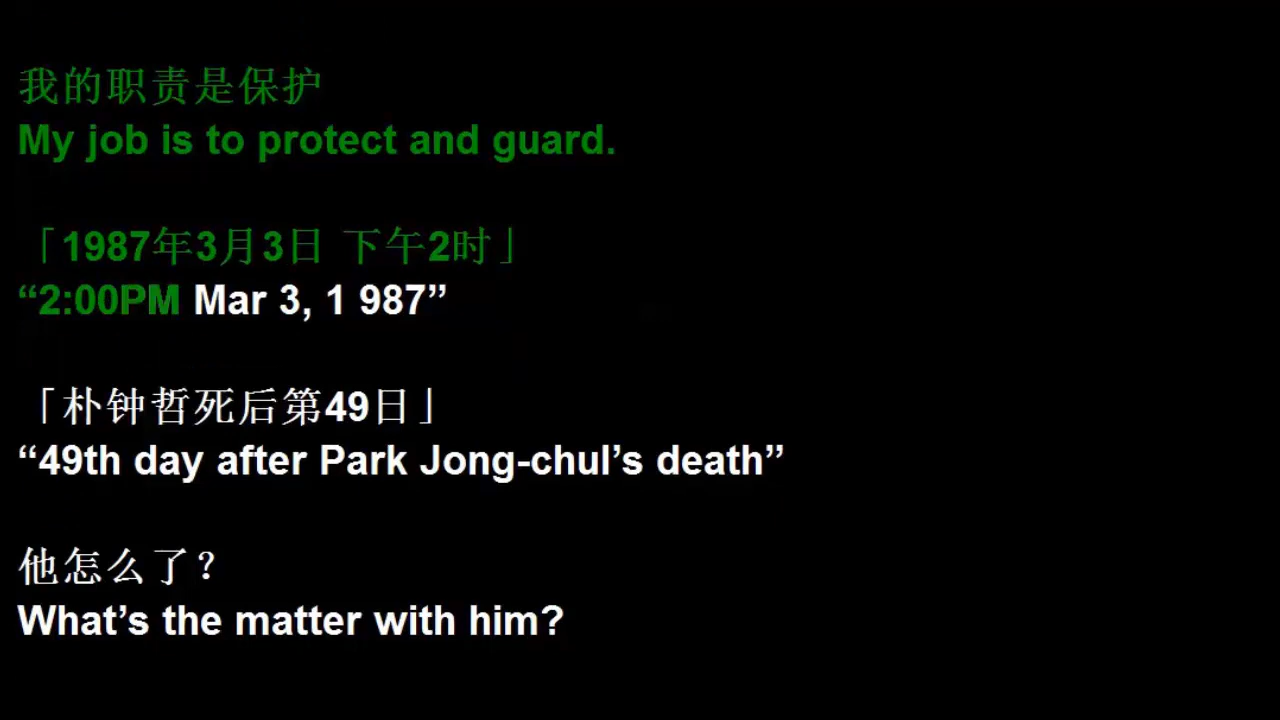 我的职责是保护
My job is to protect and guard.
「1987年3月3日 下午2时」
“2:00PM Mar 3, 1 987”
「朴钟哲死后第49日」
“49th day after Park Jong-chul’s death”
他怎么了？
What’s the matter with him?